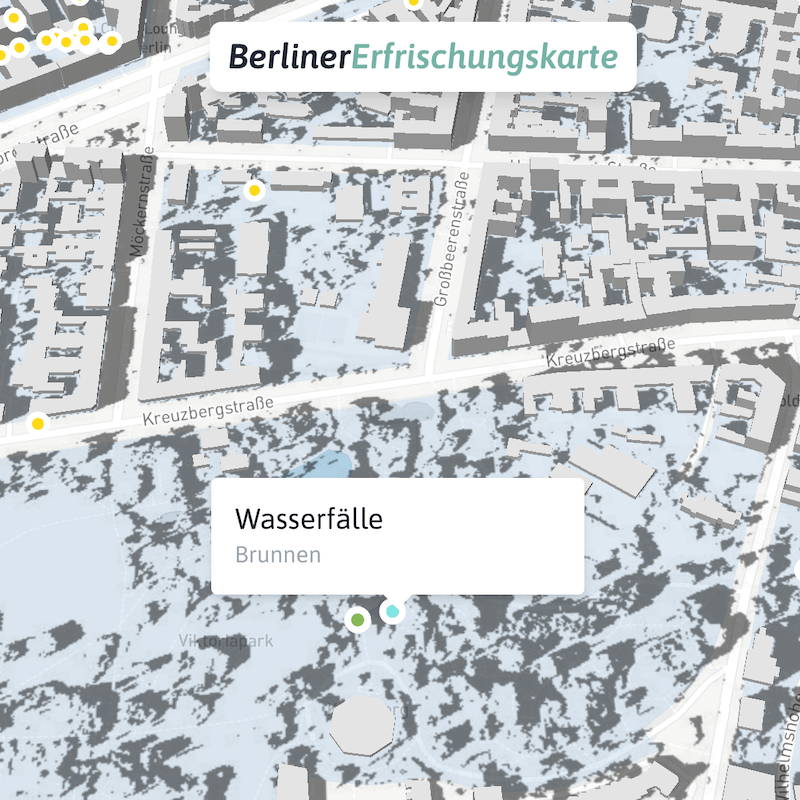 BerlinerErfrischungskarte
Möckernstraße
Großbeerenstraße
Kreuzbergstraße
Kreuzbergstraße
Wasserfälle
Brunnen
Viktoriapark